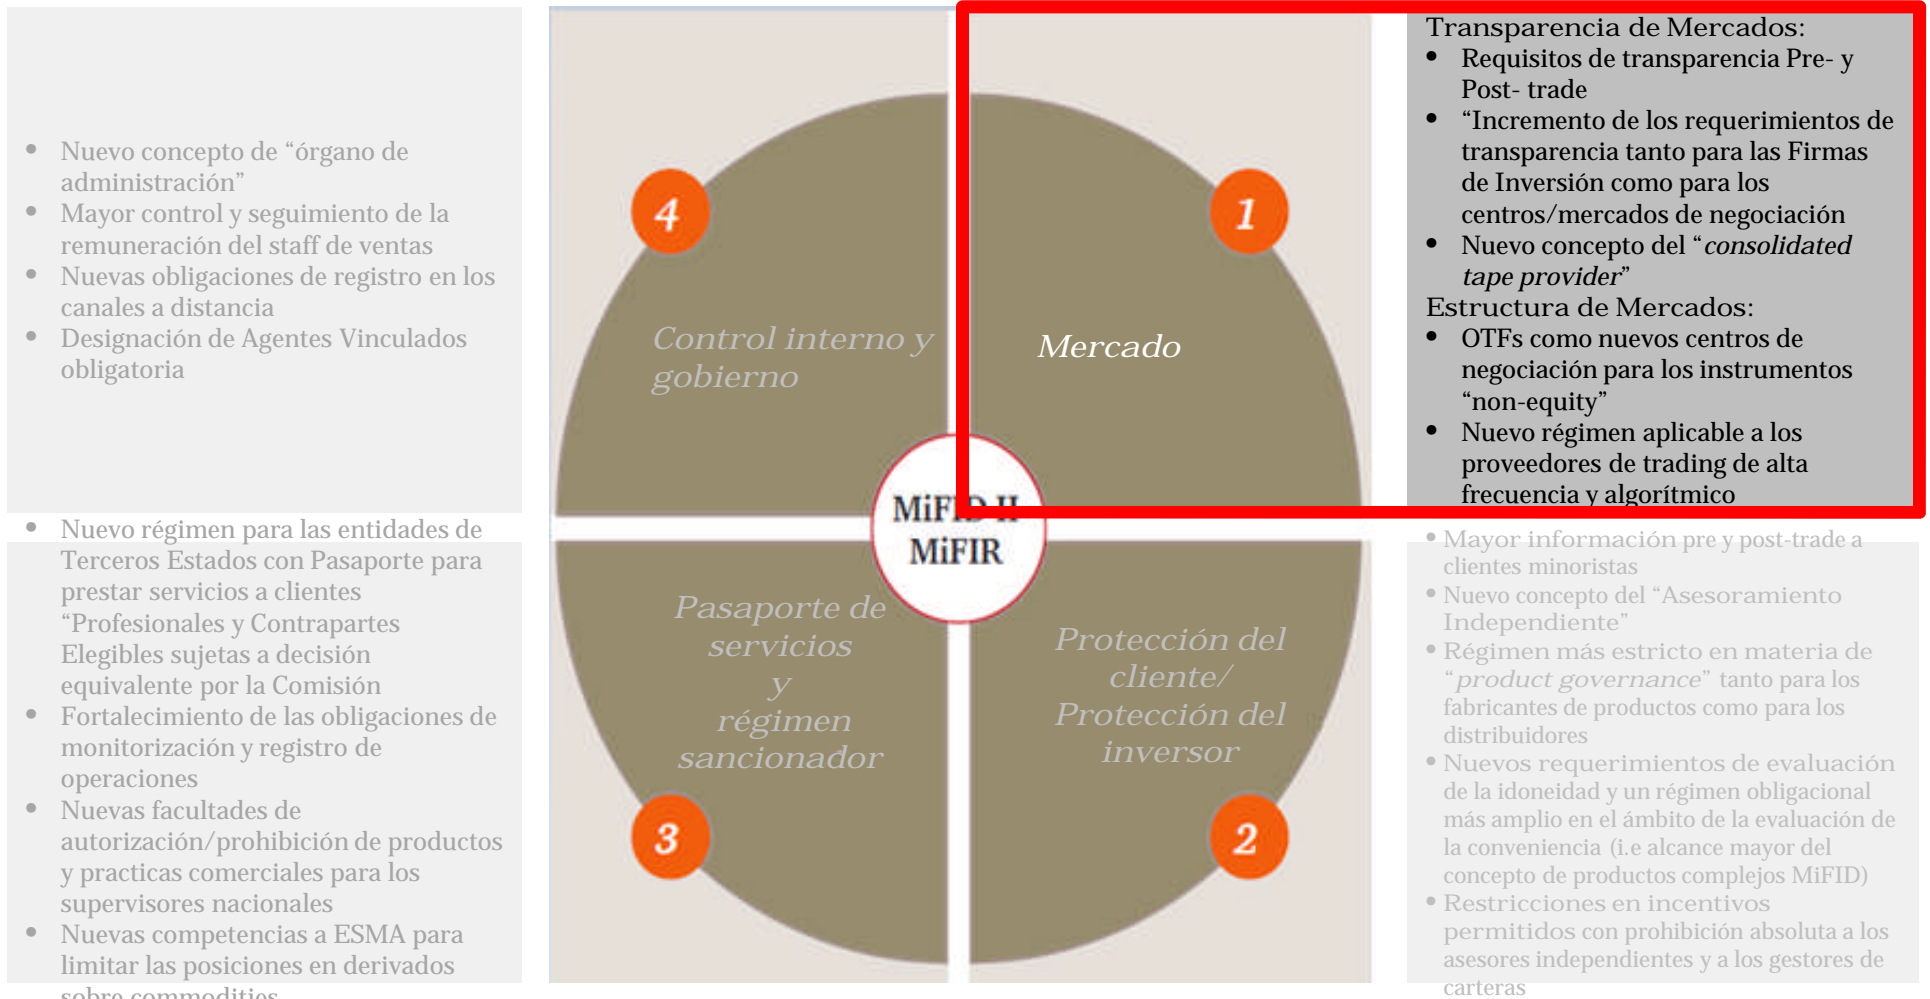 • Nuevo concepto de “órgano de
administración”
• Mayor control y seguimiento de la
remuneración del staff de ventas
• Nuevas obligaciones de registro en los
canales a distancia
• Designación de Agentes Vinculados
obligatoria
• Nuevo régimen para las entidades de
Terceros Estados con Pasaporte para
prestar servicios a clientes
“Profesionales y Contrapartes
Elegibles sujetas a decisión
equivalente por la Comisión
• Fortalecimiento de las obligaciones de
monitorización y registro de
operaciones
• Nuevas facultades de
autorización/prohibición de productos
y practicas comerciales para los
supervisores nacionales
• Nuevas competencias a ESMA para
limitar las posiciones en derivados
sobre commodities
4
Control interno y
gobierno
1
Mercado
MiFID II
MiFIR
Pasaporte de
servicios
y
régimen
sancionador
3
Protección del
cliente/
Protección del
inversor
2
Transparencia de Mercados:
• Requisitos de transparencia Pre- y
Post- trade
• “Incremento de los requerimientos de
transparencia tanto para las Firmas
de Inversión como para los
centros/mercados de negociación
• Nuevo concepto del “consolidated
tape provider”
Estructura de Mercados:
• OTFs como nuevos centros de
negociación para los instrumentos
“non-equity”
• Nuevo régimen aplicable a los
proveedores de trading de alta
frecuencia y algorítmico
• Mayor información pre y post-trade a
clientes minoristas
• Nuevo concepto del “Asesoramiento
Independiente”
• Régimen más estricto en materia de
“product governance” tanto para los
fabricantes de productos como para los
distribuidores
• Nuevos requerimientos de evaluación
de la idoneidad y un régimen obligacional
más amplio en el ámbito de la evaluación de
la conveniencia (i.e alcance mayor del
concepto de productos complejos MiFID)
• Restricciones en incentivos
permitidos con prohibición absoluta a los
asesores independientes y a los gestores de
carteras